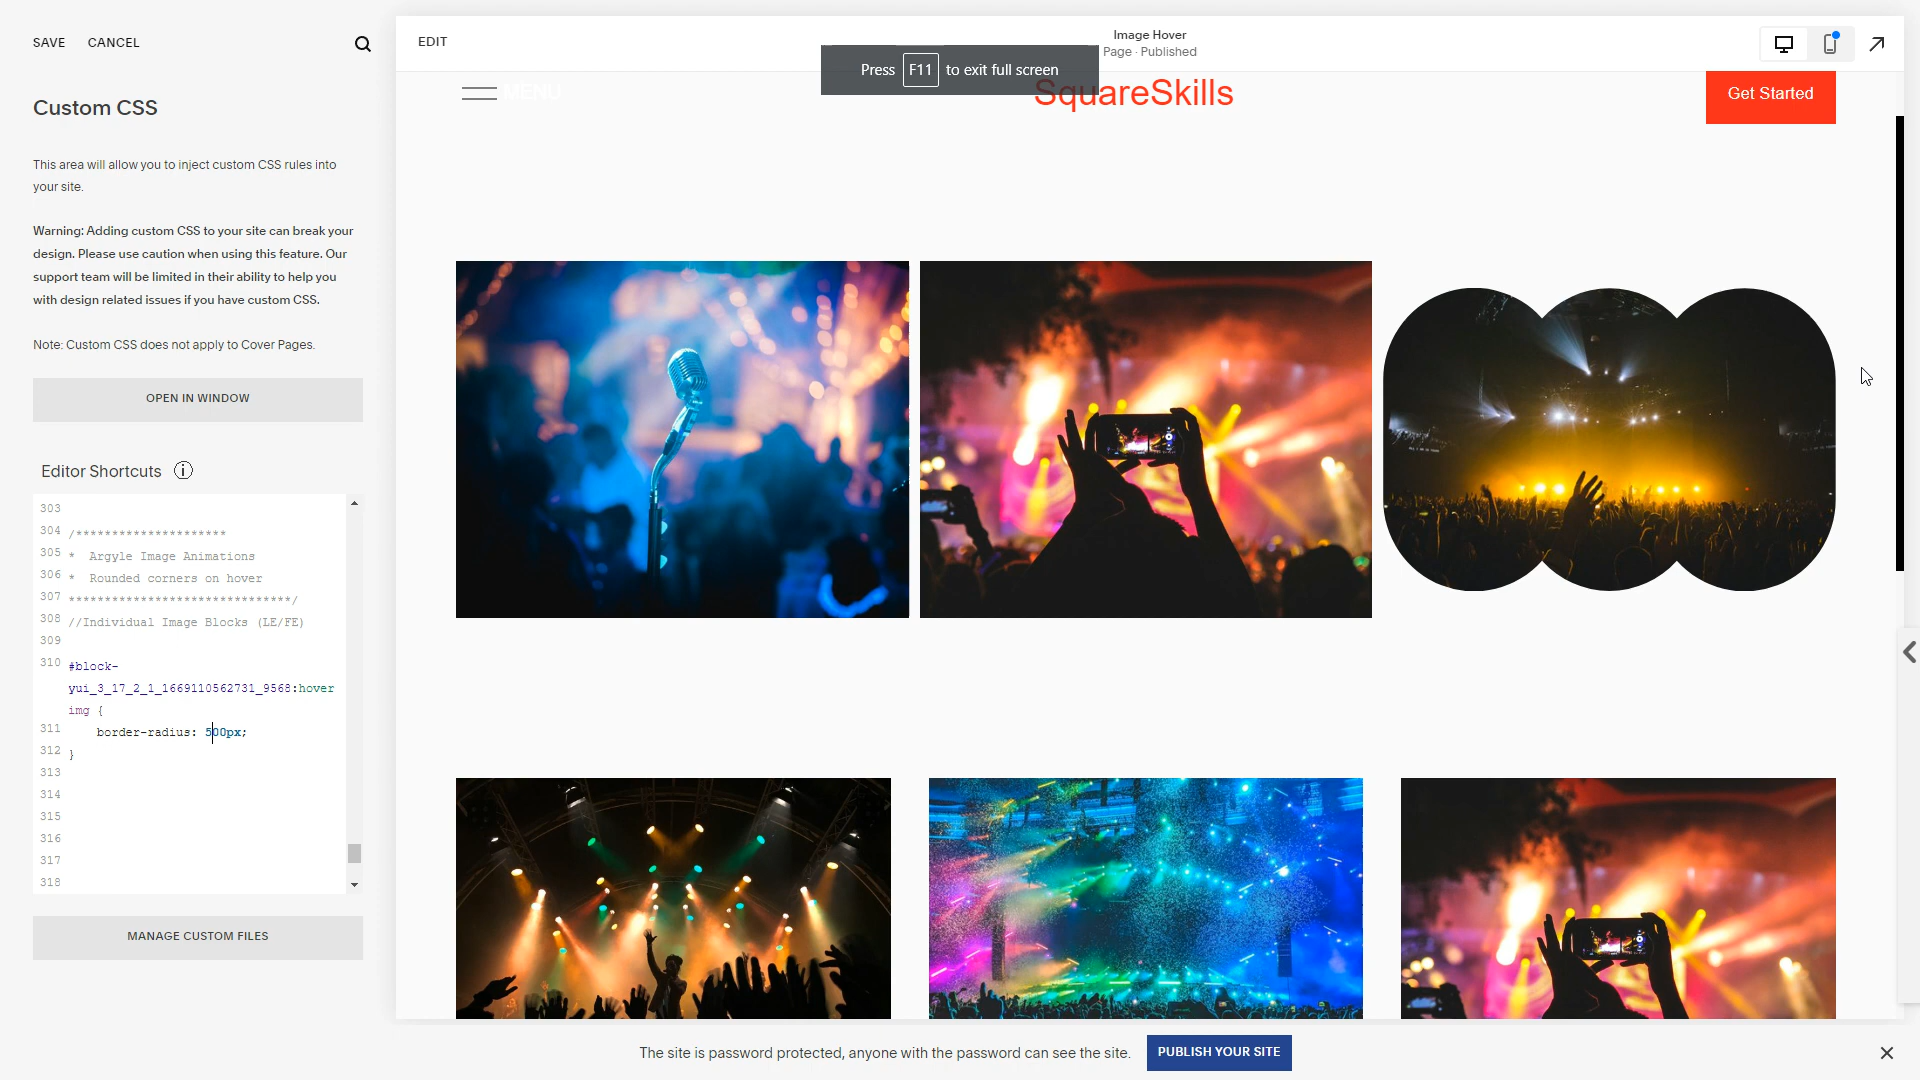 SAVE CANCEL
EDIT
Image Hover
Page · Published
Press F11 to exit full screen
MENU
SquareSkills
Get Started
Custom CSS
This area will allow you to inject custom CSS rules into
your site.
Warning: Adding custom CSS to your site can break your
design. Please use caution when using this feature. Our
support team will be limited in their ability to help you
with design related issues if you have custom CSS.
Note: Custom CSS does not apply to Cover Pages.
OPEN IN WINDOW
Editor Shortcuts
303
304 /*********************
305 *  Argyle Image Animations
306 *  Rounded corners on hover
307 *******************************/
308 //Individual Image Blocks (LE/FE)
309
310 #block-
yui_3_17_2_1_1669110562731_9568:hover
img {
311     border-radius: 500px;
312 }
313
314
315
316
317
318
MANAGE CUSTOM FILES
The site is password protected, anyone with the password can see the site.
PUBLISH YOUR SITE